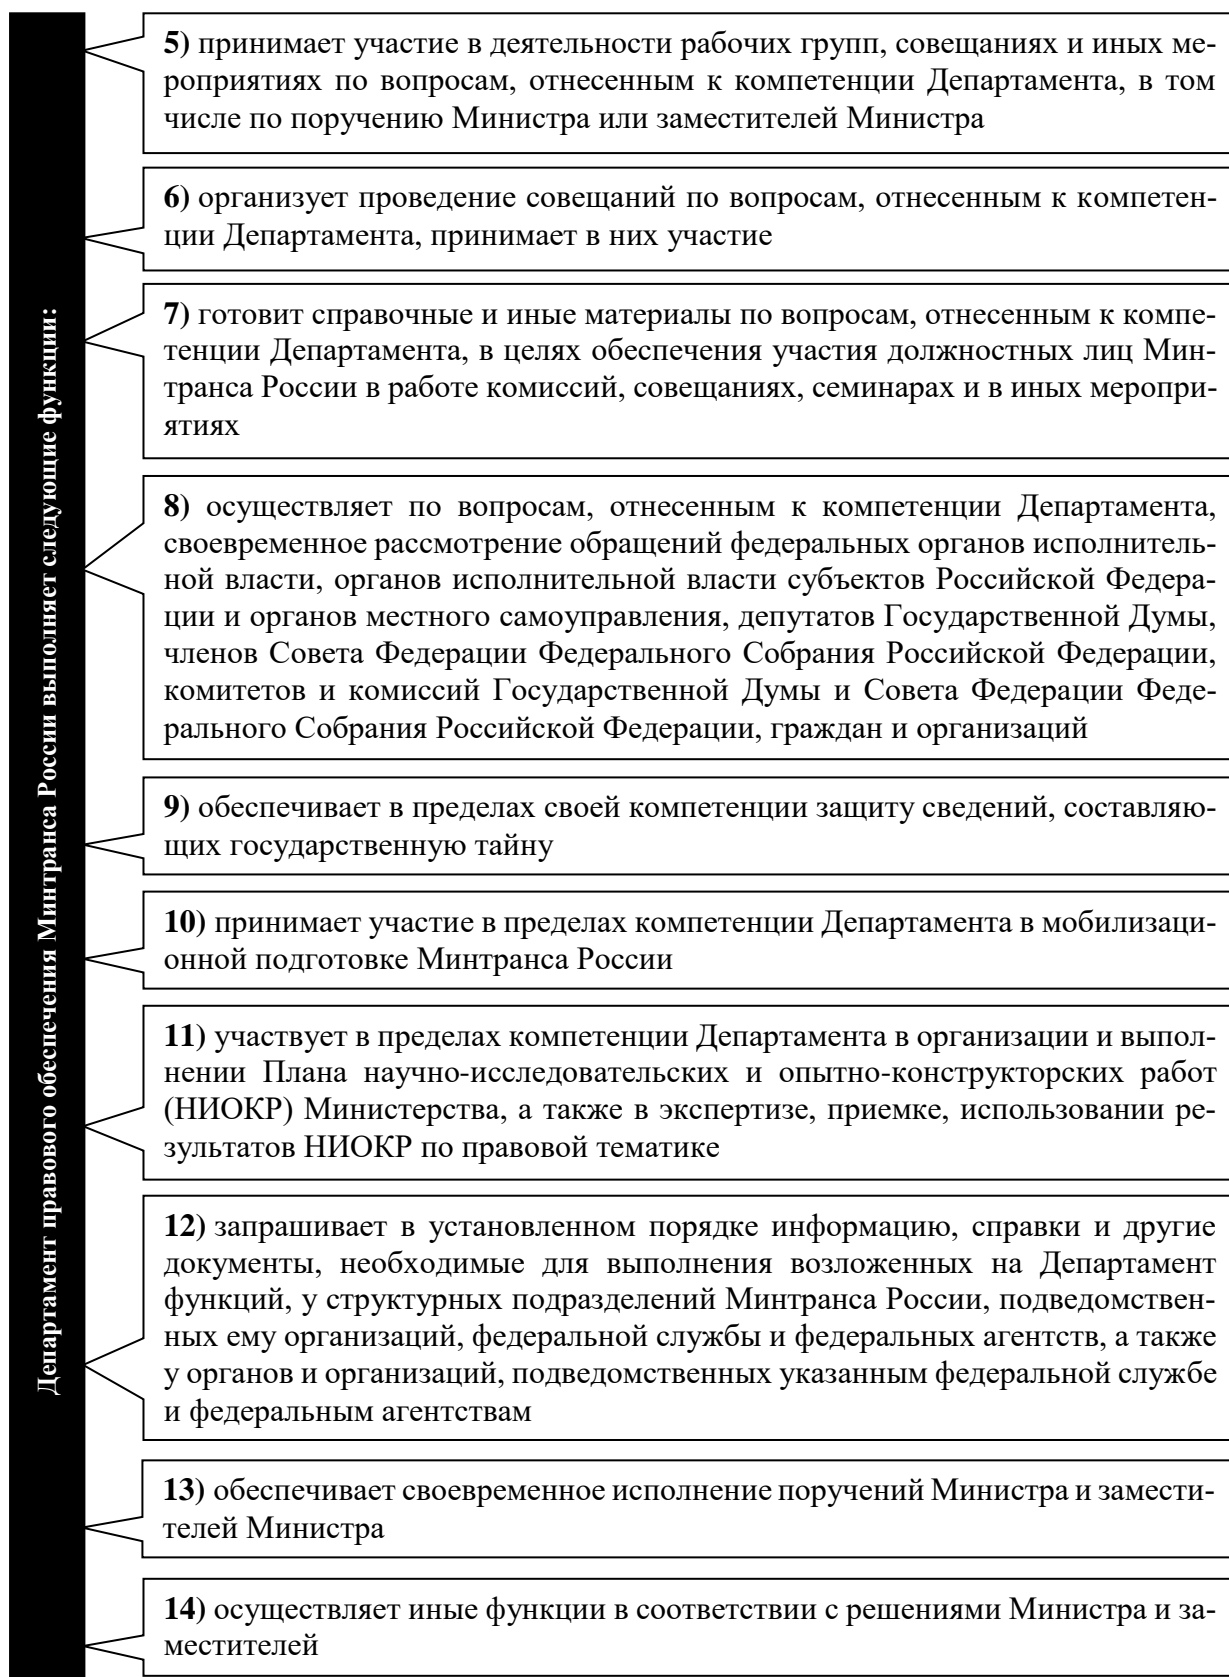 Департамент правового обеспечения Минтранса России выполняет следующие функции:
5) принимает участие в деятельности рабочих групп, совещаниях и иных ме-
роприятиях по вопросам, отнесенным к компетенции Департамента, в том
числе по поручению Министра или заместителей Министра
6) организует проведение совещаний по вопросам, отнесенным к компетен-
ции Департамента, принимает в них участие
7) готовит справочные и иные материалы по вопросам, отнесенным к компе-
тенции Департамента, в целях обеспечения участия должностных лиц Мин-
транса России в работе комиссий, совещаниях, семинарах и в иных меропри-
ятиях
8) осуществляет по вопросам, отнесенным к компетенции Департамента,
своевременное рассмотрение обращений федеральных органов исполнитель-
ной власти, органов исполнительной власти субъектов Российской Федера-
ции и органов местного самоуправления, депутатов Государственной Думы,
членов Совета Федерации Федерального Собрания Российской Федерации,
комитетов и комиссий Государственной Думы и Совета Федерации Феде-
рального Собрания Российской Федерации, граждан и организаций
9) обеспечивает в пределах своей компетенции защиту сведений, составляю-
щих государственную тайну
10) принимает участие в пределах компетенции Департамента в мобилизаци-
онной подготовке Минтранса России
11) участвует в пределах компетенции Департамента в организации и выпол-
нении Плана научно-исследовательских и опытно-конструкторских работ
(НИОКР) Министерства, а также в экспертизе, приемке, использовании ре-
зультатов НИОКР по правовой тематике
12) запрашивает в установленном порядке информацию, справки и другие
документы, необходимые для выполнения возложенных на Департамент
функций, у структурных подразделений Минтранса России, подведомствен-
ных ему организаций, федеральной службы и федеральных агентств, а также
у органов и организаций, подведомственных указанным федеральной службе
и федеральным агентствам
13) обеспечивает своевременное исполнение поручений Министра и замести-
телей Министра
14) осуществляет иные функции в соответствии с решениями Министра и за-
местителей